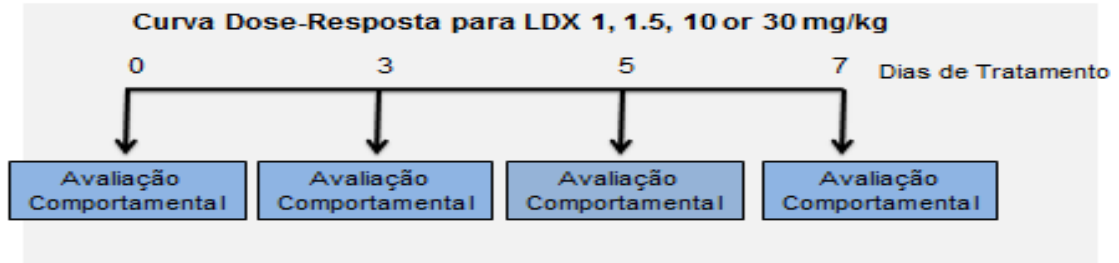 Curva Dose-Resposta para LDX 1, 1.5, 10 or 30 mg/kg
0 3 5 7 Dias de Tratamento
Avaliação Comportamental
Avaliação Comportamental
Avaliação Comportamental
Avaliação Comportamental